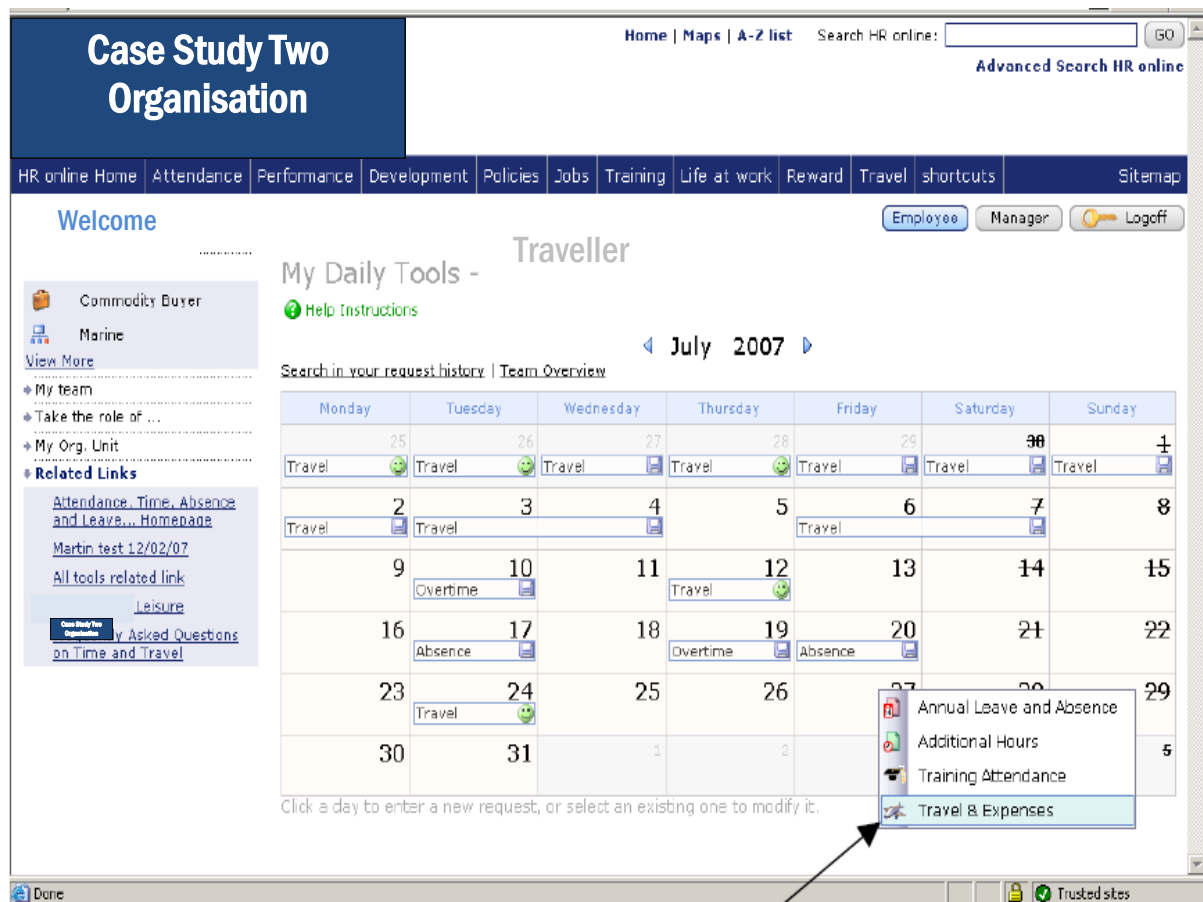 Case Study Two
Organisation
Home | Maps | A-Z list Search HR online: GO
Advanced Search HR online
HR online Home Attendance Performance Development Policies Jobs Training Life at work Reward Travel shortcuts Sitemap
Welcome
Employee Manager Logoff
My Daily Tools - Traveller
Help Instructions
Commodity Buyer
Marine
View More
My team
Take the role of ...
My Org. Unit
Related Links
Attendance, Time, Absence
and Leave... Homepage
Martin test 12/02/07
All tools related link
Leisure
Case Study Two
Organisation
y Asked Questions
on Time and Travel
July 2007
Search in your request history | Team Overview
Monday Tuesday Wednesday Thursday Friday Saturday Sunday
25 26 27 28 29 30 1
Travel Travel Travel Travel Travel Travel Travel
2 3 4 5 6 7 8
Travel Travel Travel
9 10 11 12 13 14 15
Overtime Travel
16 17 18 19 20 21 22
Absence Overtime Absence
23 24 25 26 27 29
Travel
30 31 1 2 5
Annual Leave and Absence
Additional Hours
Training Attendance
Travel & Expenses
Click a day to enter a new request, or select an existing one to modify it.
Done Trusted sites